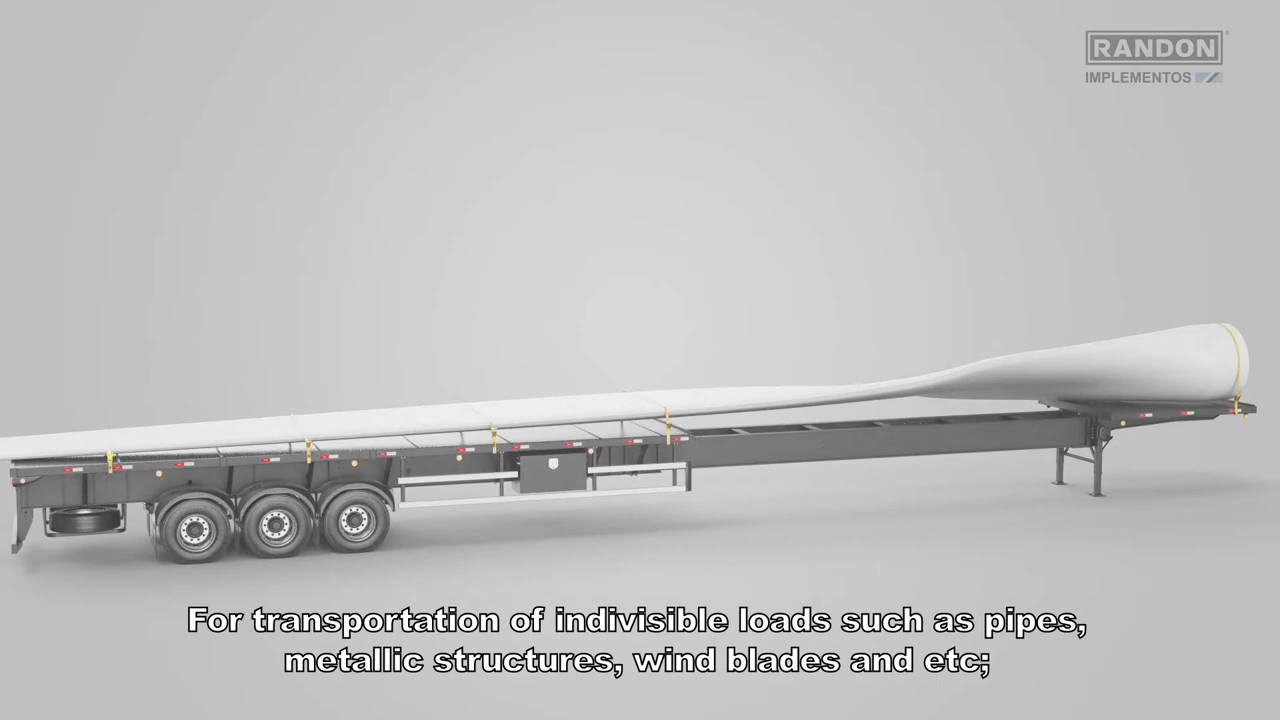 RANDON
IMPLEMENTOS
For transportation of indivisible loads such as pipes,
metallic structures, wind blades and etc;